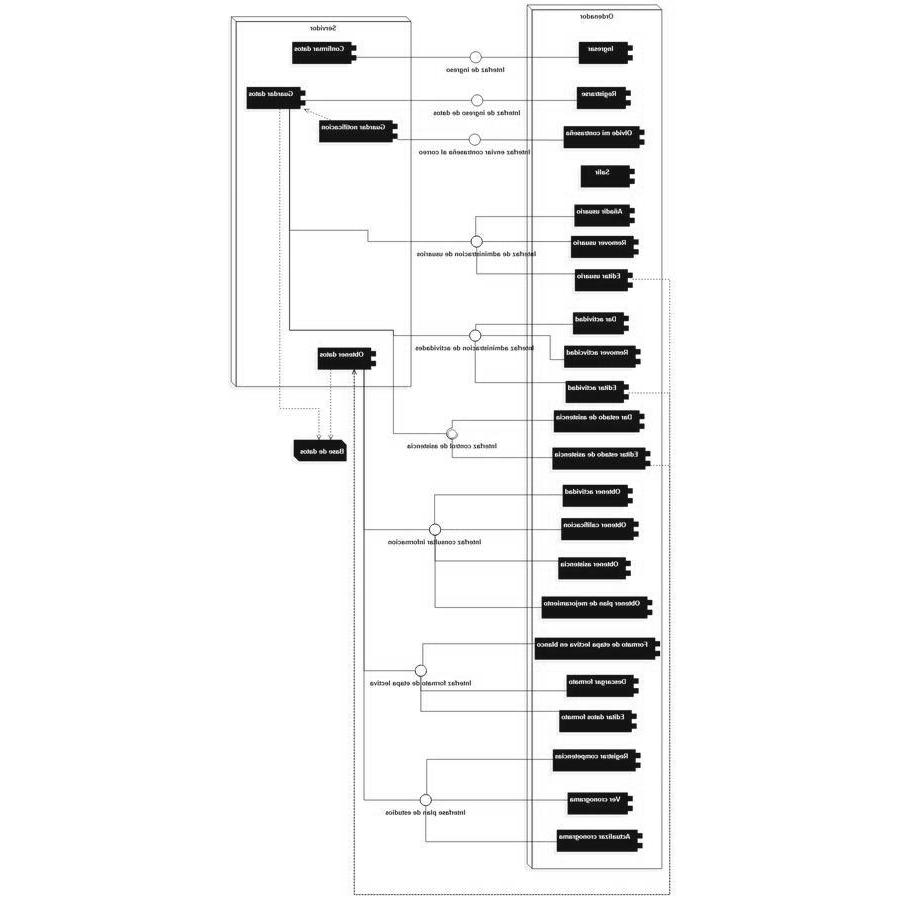 Ordenador
Servidor
Ingresar
Confirmar datos
Interfaz de ingreso
Registrarse
Guardar datos
Interfaz de ingreso de datos
Guardar notificacion
Olvide mi contraseña
Interfaz enviar contraseña al correo
Salir
Añadir usuario
Remover usuario
Interfaz de administracion de usuarios
Editar usuario
Dar actividad
Interfaz administracion de actividades
Remover activcidad
Obtener datos
Editar actividad
Dar estado de asistencia
Interfaz control de asistencia
Base de datos
Editar estado de asistencia
Obtener actividad
Obtener calificacion
Interfaz consultar informacion
Obtener asistencia
Obtener plan de mejoramiento
Formato de etapa lectiva en blanco
Interfaz formato de etapa lectiva
Descargar formato
Editar datos formato
Registrar competencias
Ver cronograma
Interfase plan de estudios
Actualizar cronograma